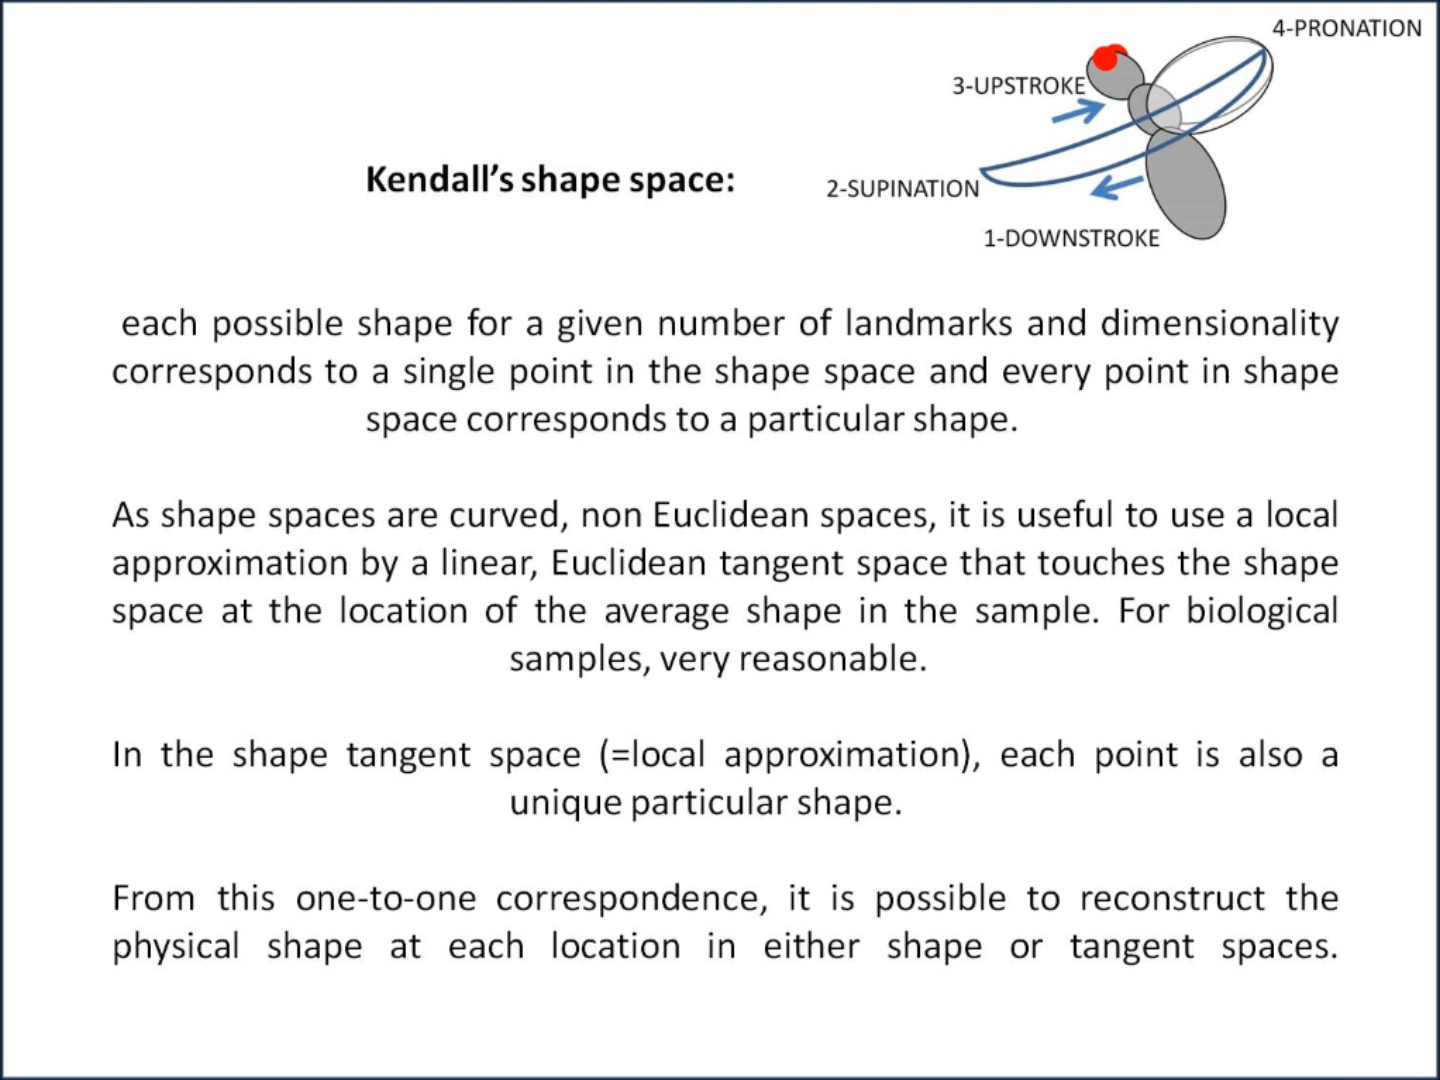 4-PRONATION
3-UPSTROKE
Kendall's shape space:
2-SUPINATION
1-DOWNSTROKE
each possible shape for a given number of landmarks and dimensionality
corresponds to a single point in the shape space and every point in shape
space corresponds to a particular shape.
As shape spaces are curved, non Euclidean spaces, it is useful to use a local
approximation by a linear, Euclidean tangent space that touches the shape
space at the location of the average shape in the sample. For biological
samples, very reasonable.
In the shape tangent space (=local approximation), each point is also a
unique particular shape.
From this one-to-one correspondence, it is possible to reconstruct the
physical shape at each location in either shape or tangent spaces.